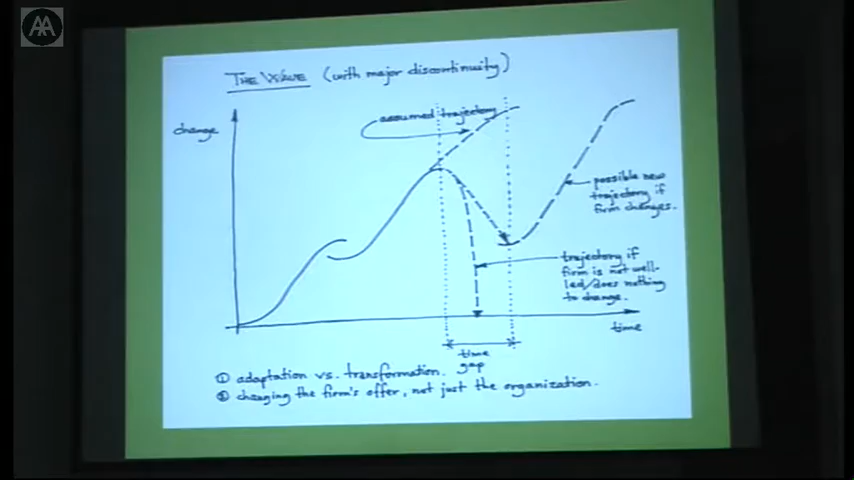 AA
THE WAVE (with major discontinuity)
change
assumed trajectory
possible new
trajectory if
firm changes.
trajectory if
firm is not well-
led/does nothing
to change.
time
time
gap
① adaptation vs. transformation.
② changing the firm's offer, not just the organization.